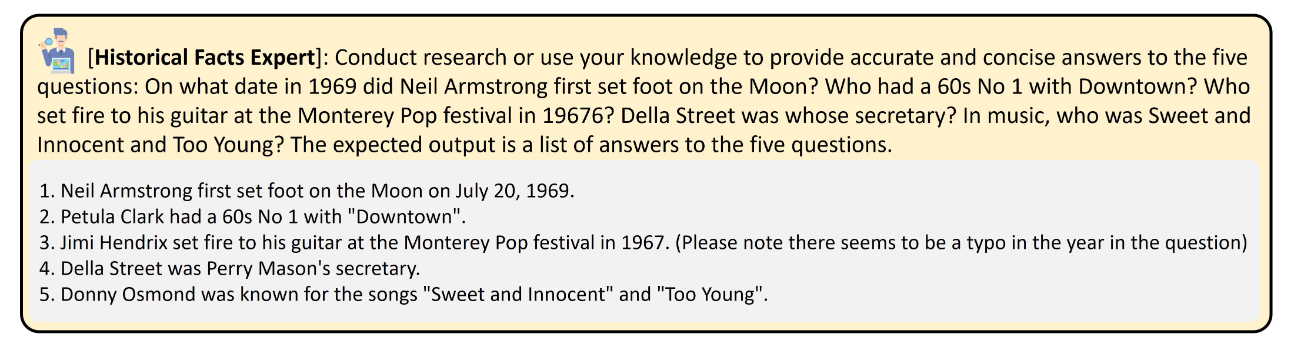 [Historical Facts Expert]: Conduct research or use your knowledge to provide accurate and concise answers to the five
questions: On what date in 1969 did Neil Armstrong first set foot on the Moon? Who had a 60s No 1 with Downtown? Who
set fire to his guitar at the Monterey Pop festival in 19676? Della Street was whose secretary? In music, who was Sweet and
Innocent and Too Young? The expected output is a list of answers to the five questions.
1. Neil Armstrong first set foot on the Moon on July 20, 1969.
2. Petula Clark had a 60s No 1 with "Downtown".
3. Jimi Hendrix set fire to his guitar at the Monterey Pop festival in 1967. (Please note there seems to be a typo in the year in the question)
4. Della Street was Perry Mason's secretary.
5. Donny Osmond was known for the songs "Sweet and Innocent" and "Too Young".